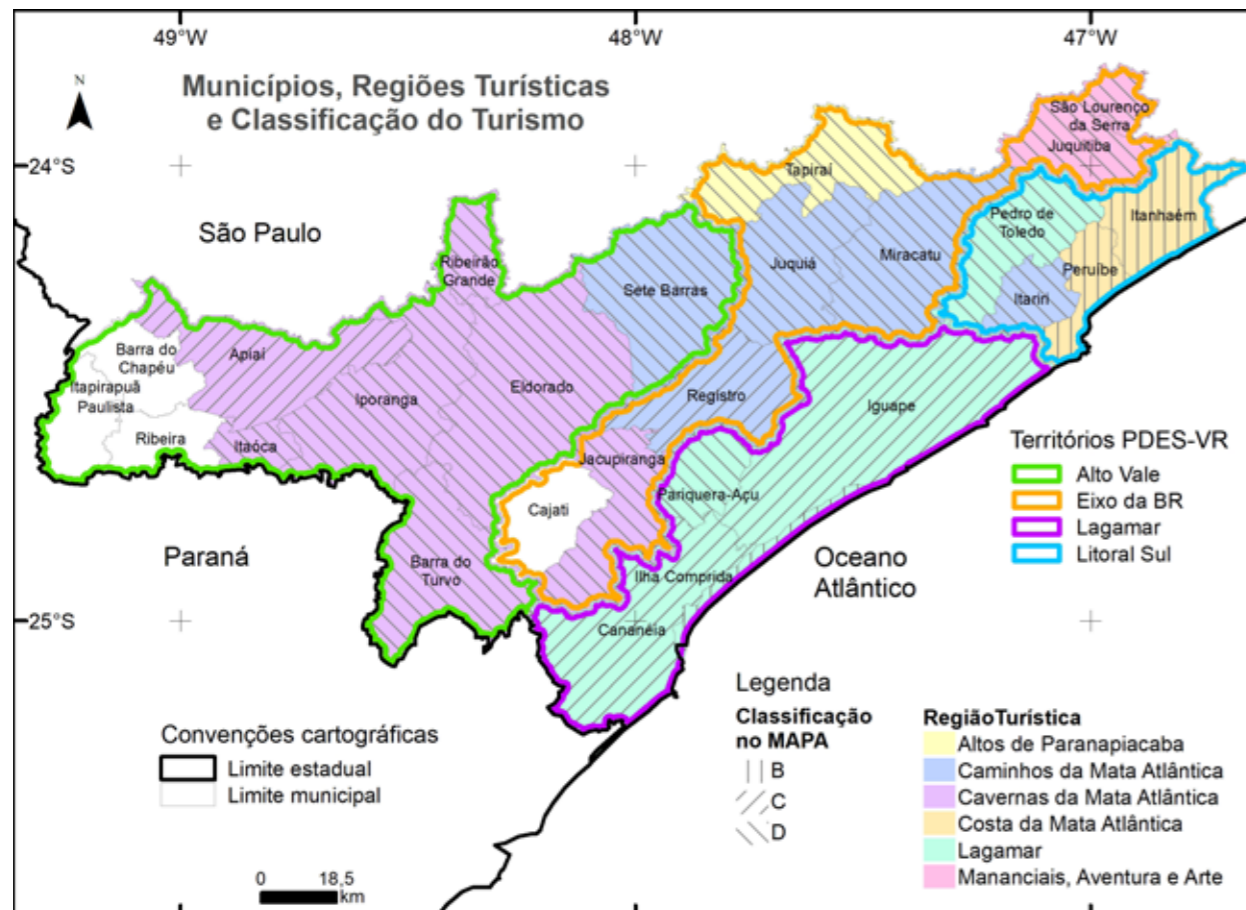 49°W
48°W
47°W
N
Municípios, Regiões Turísticas
e Classificação do Turismo
24°S
São Lourenço
da Serra
Juquitiba
Tapiraí
São Paulo
Pedro de
Toledo
Itanhaém
Ribeirão
Grande
Juquiá
Miracatu
Sete Barras
Peruíbe
Itariri
Barra do
Chapéu
Apiaí
Itapirapuã
Paulista
Iporanga
Eldorado
Registro
Iguape
Ribeira
Itaóca
Jacupiranga
Territórios PDES-VR
Alto Vale
Eixo da BR
Lagamar
Litoral Sul
Pariquera-Açu
Cajati
Paraná
Barra do
Turvo
Oceano
Atlântico
Ilha Comprida
25°S
Cananéia
Legenda
Classificação
no MAPA
B
C
D
RegiãoTurística
Altos de Paranapiacaba
Caminhos da Mata Atlântica
Cavernas da Mata Atlântica
Costa da Mata Atlântica
Lagamar
Mananciais, Aventura e Arte
Convenções cartográficas
Limite estadual
Limite municipal
0 18,5
km